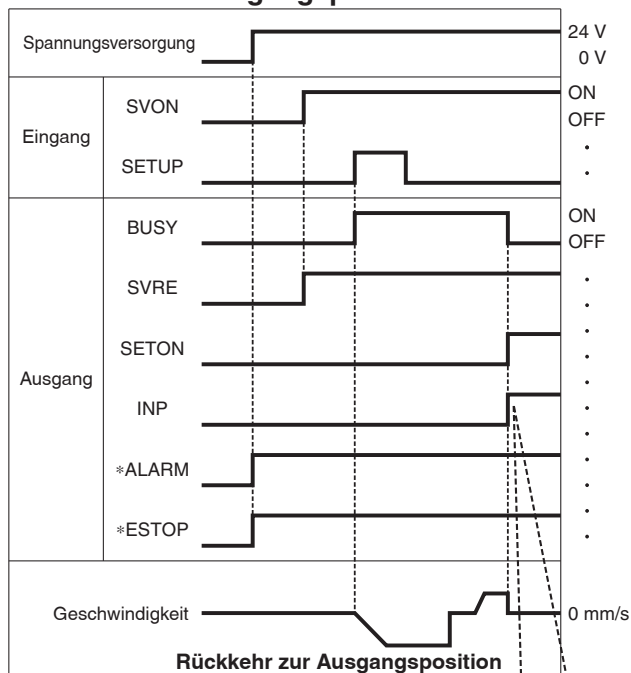 Spannungsversorgung
24 V
0 V
Eingang
SVON
ON
OFF
SETUP
Ausgang
BUSY
ON
OFF
SVRE
SETON
INP
*ALARM
*ESTOP
Geschwindigkeit
0 mm/s
Rückkehr zur Ausgangsposition